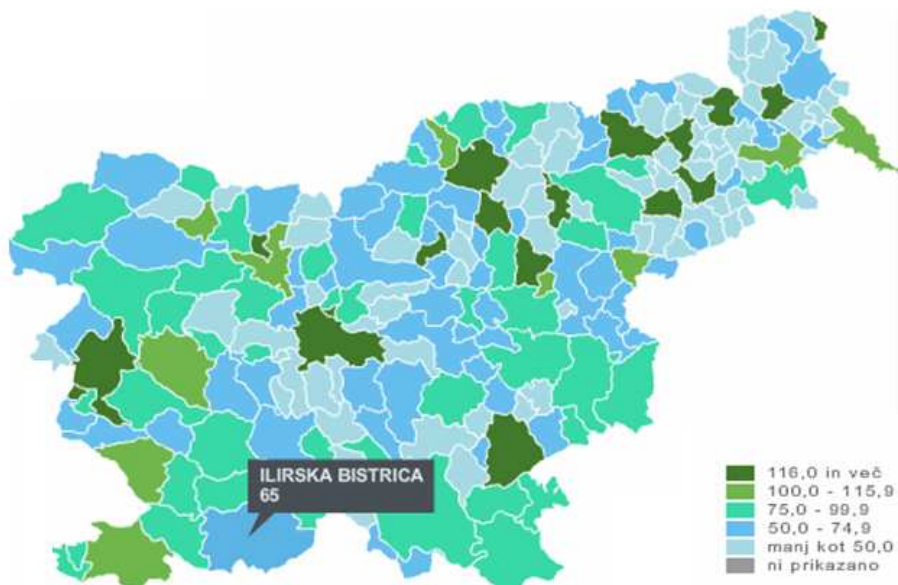 ILIRSKA BISTRICA
65
116,0 in več
100,0 - 115,9
75,0 - 99,9
50,0 - 74,9
manj kot 50,0
ni prikazano